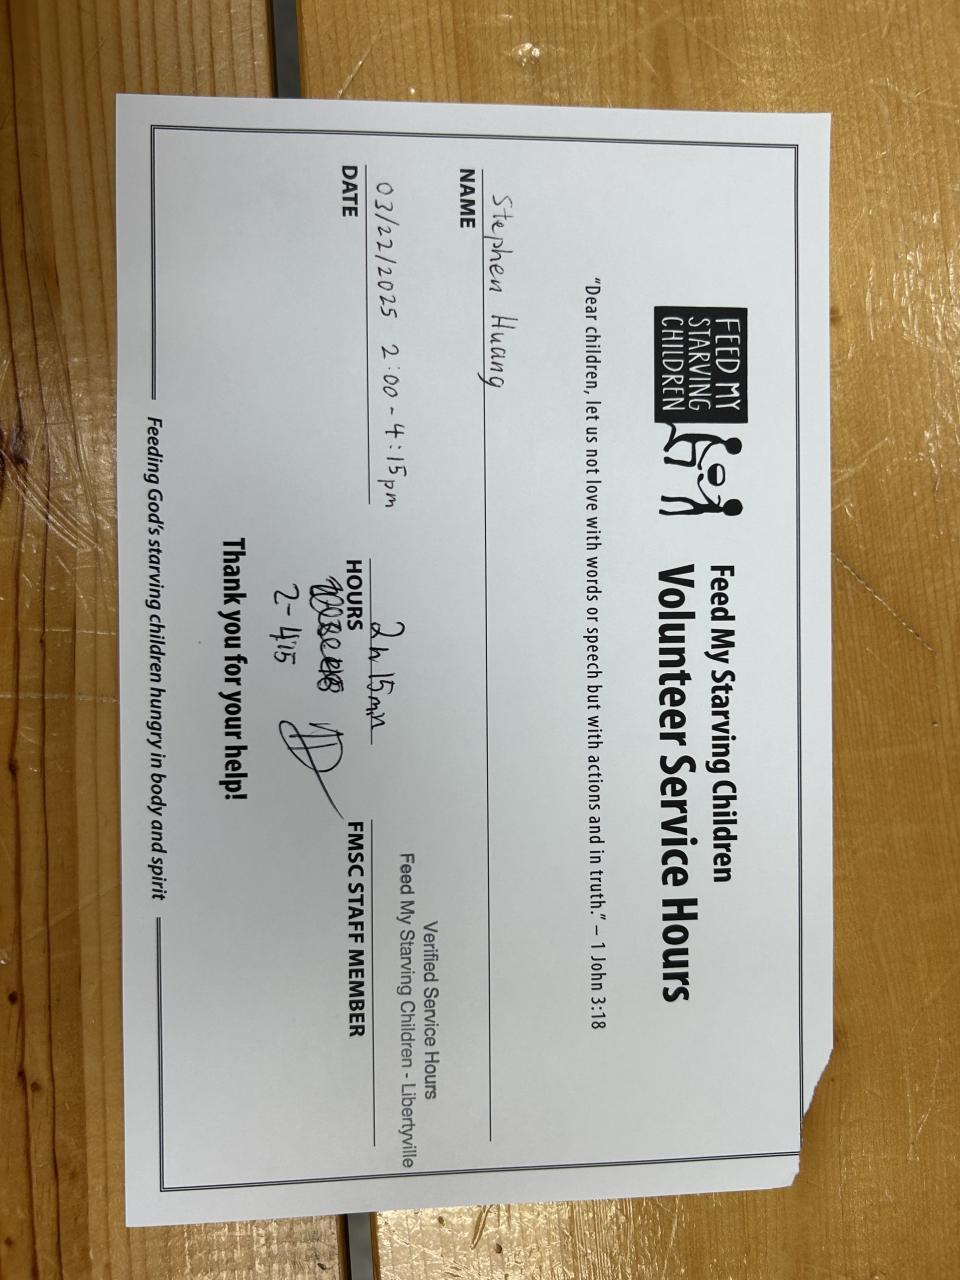 FEED MY
STARVING
CHILDREN
Feed My Starving Children
Volunteer Service Hours
“Dear children, let us not love with words or speech but with actions and in truth.” – 1 John 3:18
Stephen Huang
NAME
Verified Service Hours
Feed My Starving Children - Libertyville
03/22/2025 2:00-4:15pm
2h 15min
DATE
HOURS
FMSC STAFF MEMBER
2-4:15
Thank you for your help!
Feeding God’s starving children hungry in body and spirit